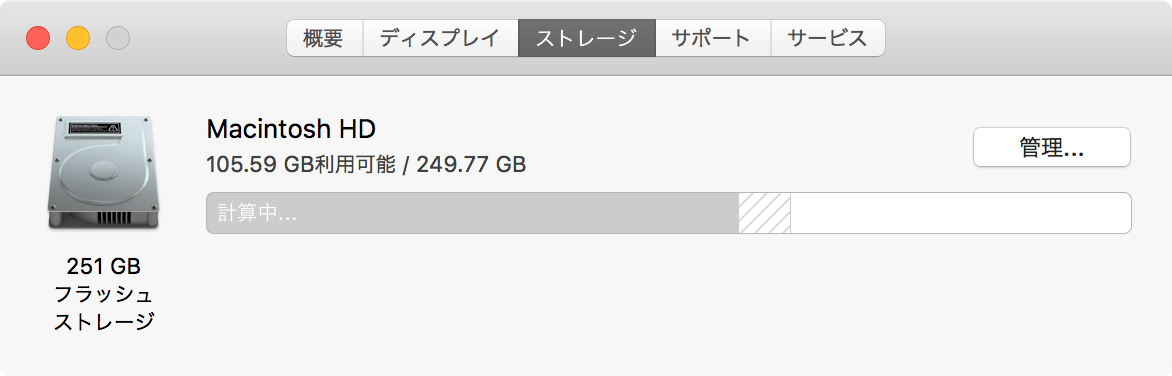 概要
ディスプレイ
ストレージ
サポート
サービス
Macintosh HD
105.59 GB利用可能 / 249.77 GB
管理...
計算中...
251 GB
フラッシュ
ストレージ